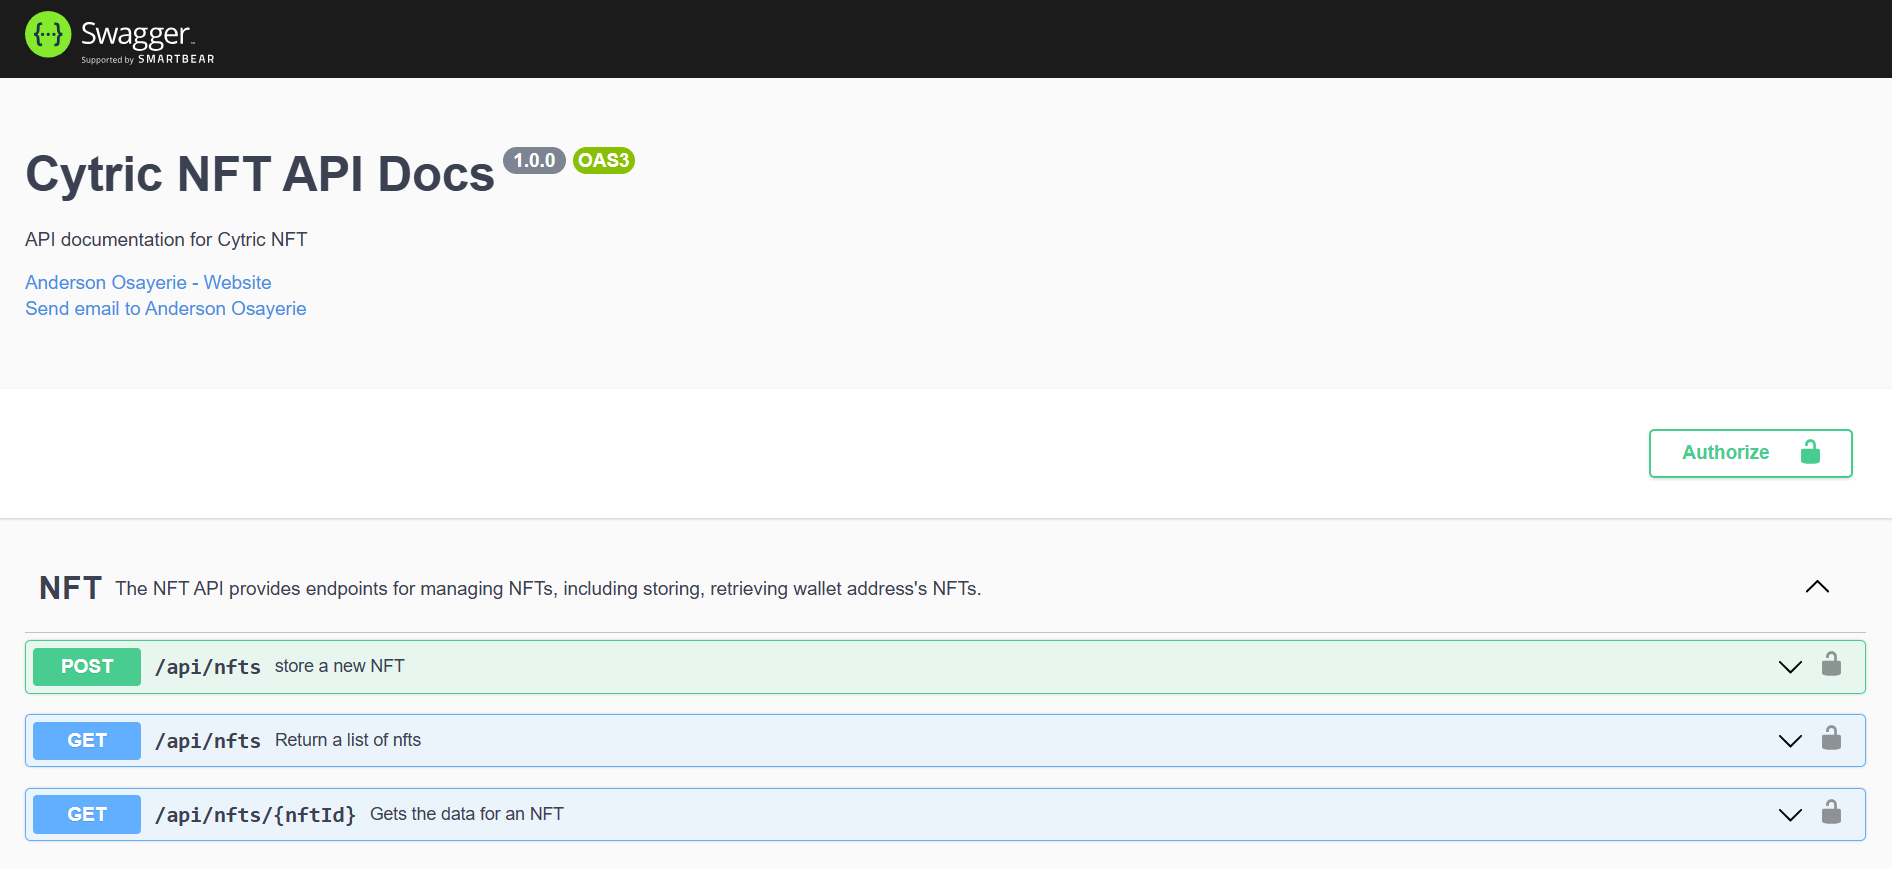 {···} Swagger
Supported by SMARTBEAR
Cytric NFT API Docs 1.0.0 OAS3
API documentation for Cytric NFT
Anderson Osayerie - Website
Send email to Anderson Osayerie
Authorize
NFT The NFT API provides endpoints for managing NFTs, including storing, retrieving wallet address's NFTs.
POST /api/nfts store a new NFT
GET /api/nfts Return a list of nfts
GET /api/nfts/{nftId} Gets the data for an NFT